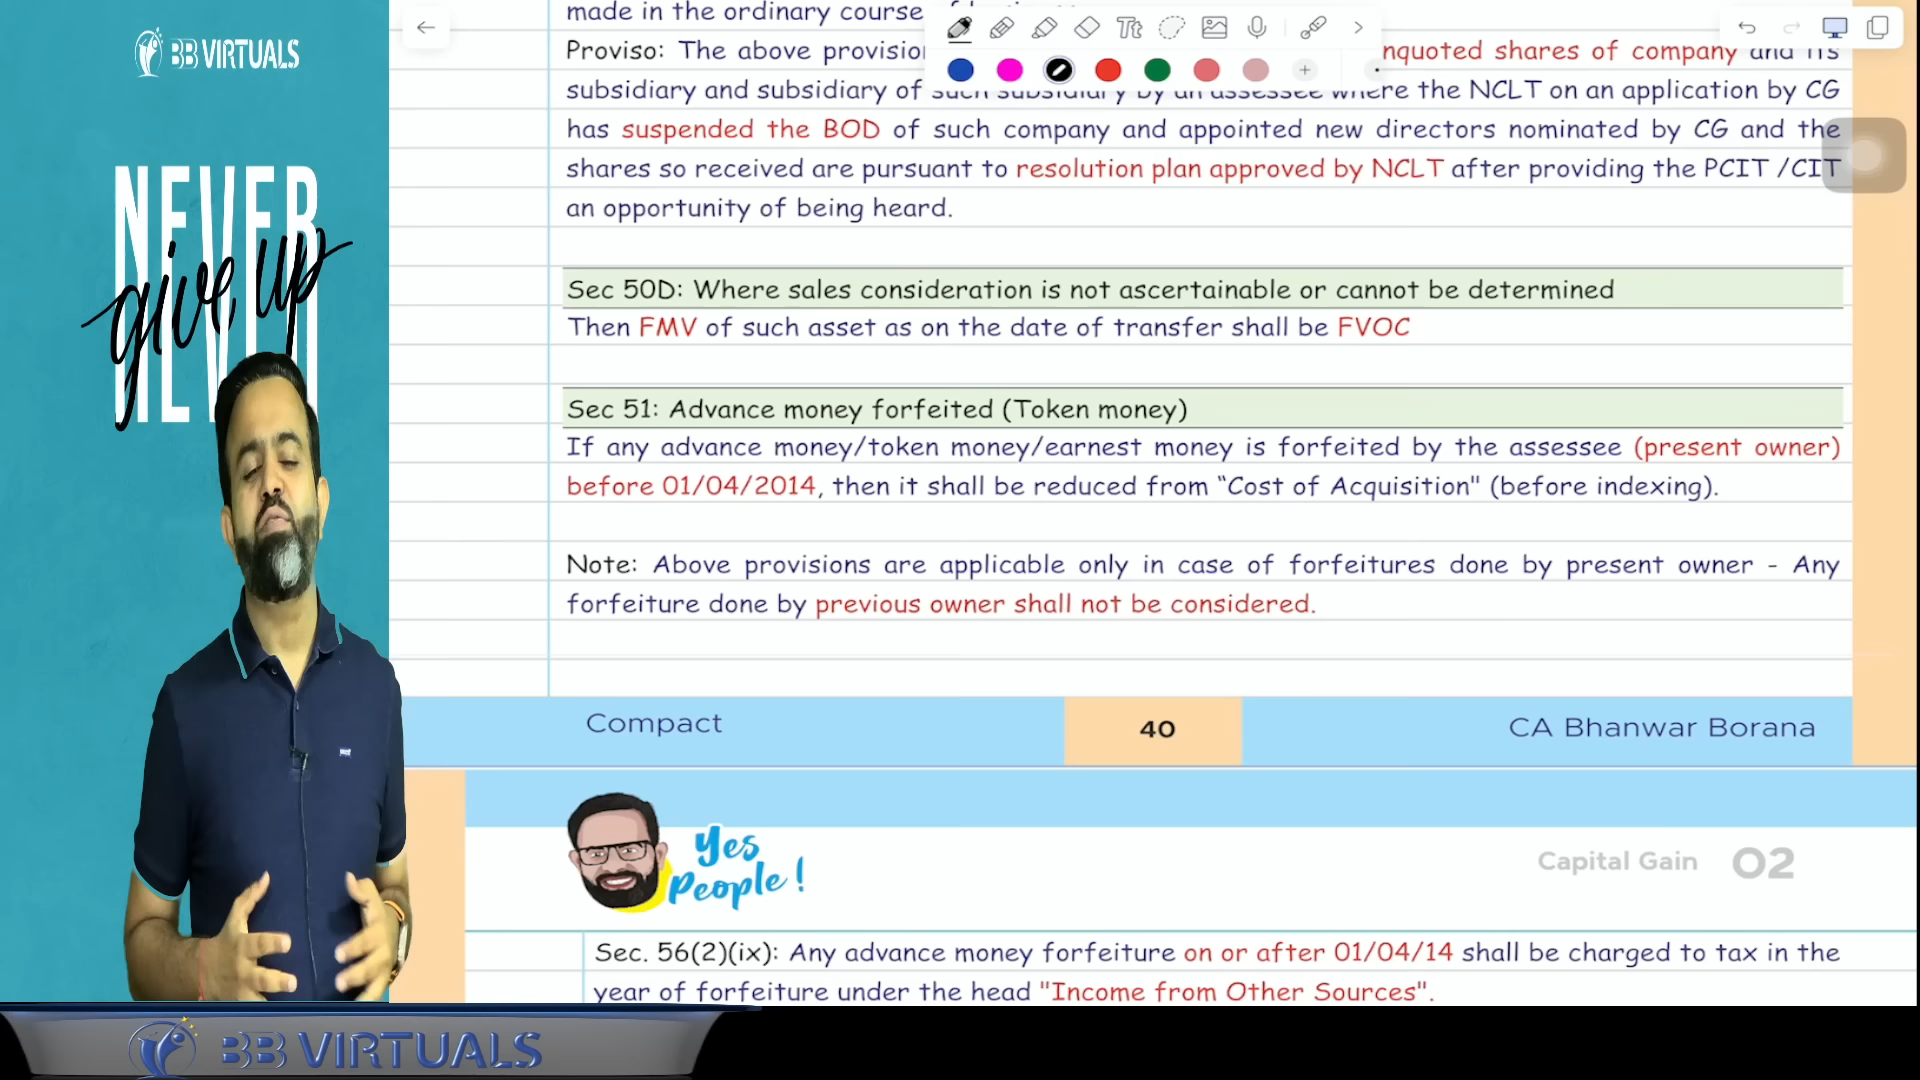 BB VIRTUALS
NEVER
give up
NEVER
made in the ordinary course of
Proviso: The above provision nquoted shares of company and its
subsidiary and subsidiary of such subsidiary by an assessee where the NCLT on an application by CG
has suspended the BOD of such company and appointed new directors nominated by CG and the
shares so received are pursuant to resolution plan approved by NCLT after providing the PCIT /CIT
an opportunity of being heard.
Sec 50D: Where sales consideration is not ascertainable or cannot be determined
Then FMV of such asset as on the date of transfer shall be FVOC
Sec 51: Advance money forfeited (Token money)
If any advance money/token money/earnest money is forfeited by the assessee (present owner)
before 01/04/2014, then it shall be reduced from “Cost of Acquisition" (before indexing).
Note: Above provisions are applicable only in case of forfeitures done by present owner - Any
forfeiture done by previous owner shall not be considered.
Compact 40 CA Bhanwar Borana
Yes
People!
Capital Gain 02
Sec. 56(2)(ix): Any advance money forfeiture on or after 01/04/14 shall be charged to tax in the
year of forfeiture under the head "Income from Other Sources".
BB VIRTUALS